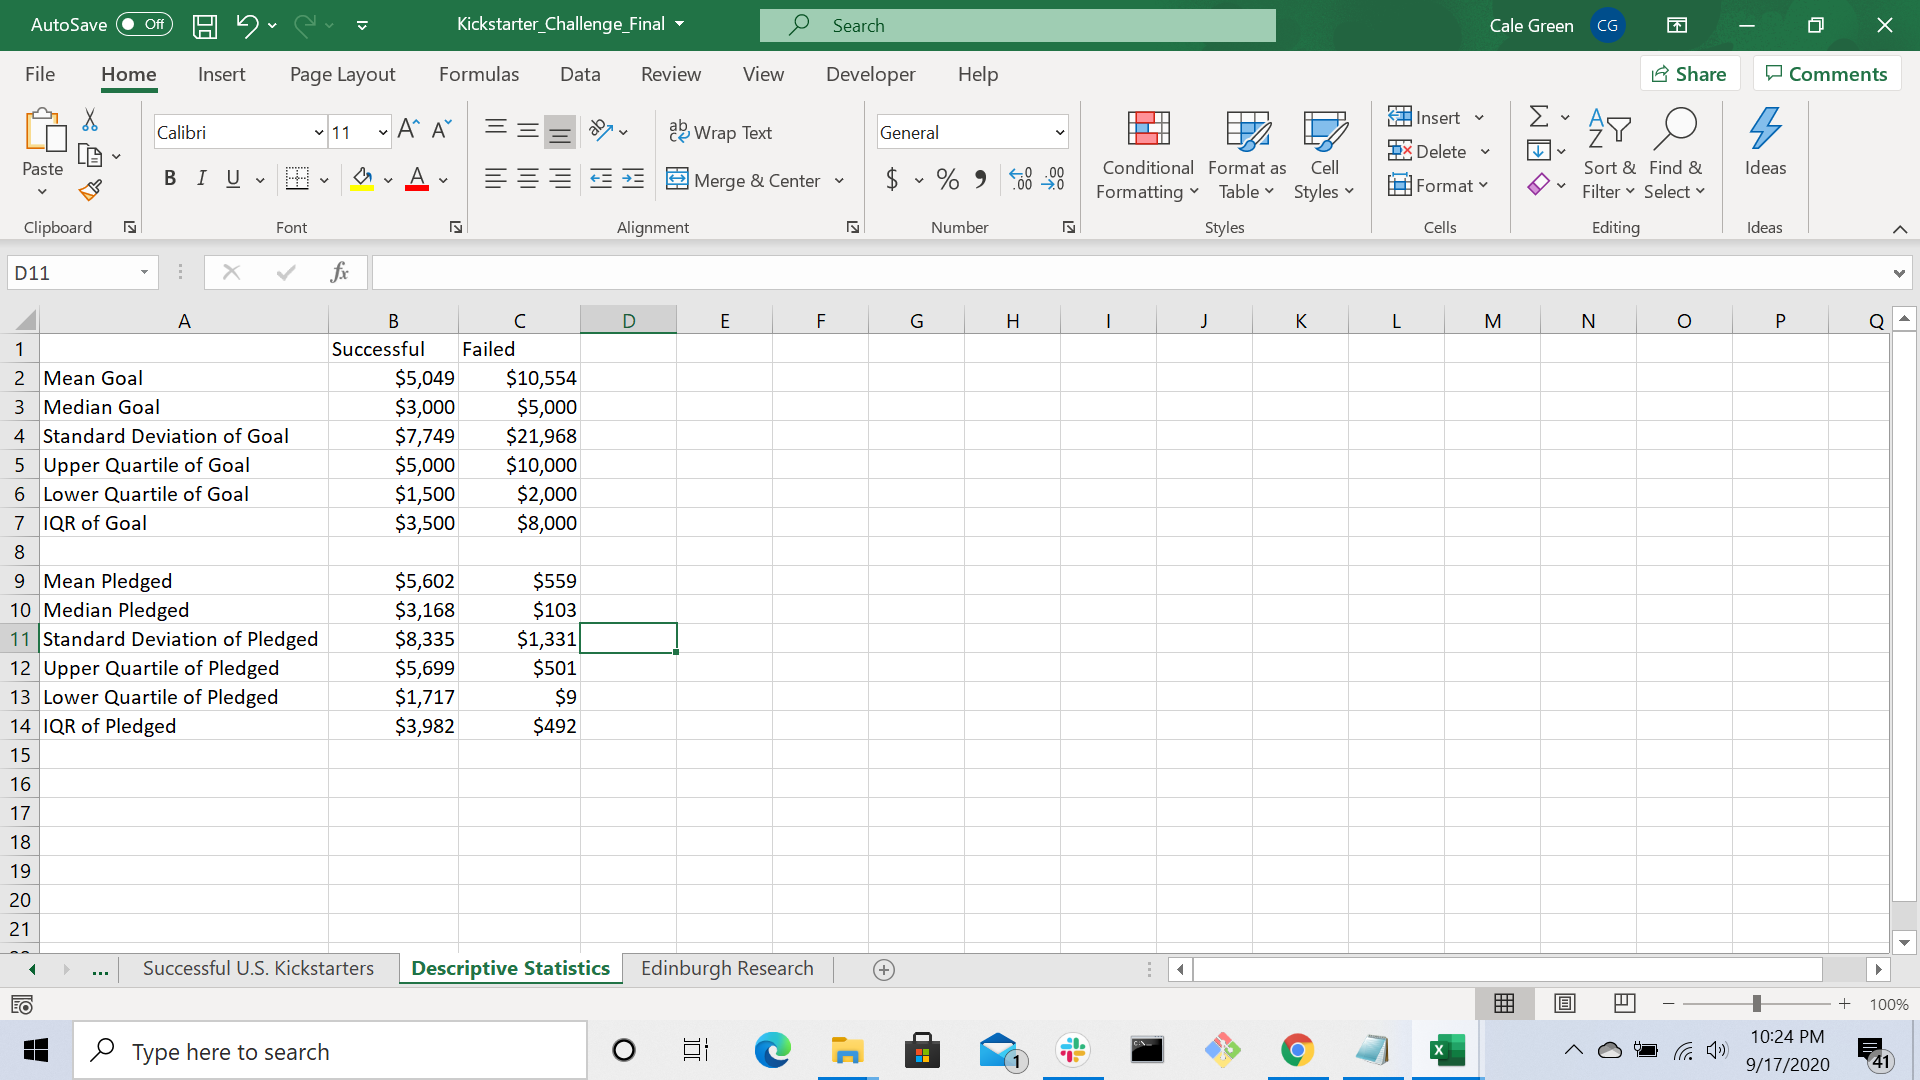 AutoSave Off Kickstarter_Challenge_Final Search Cale Green CG
File Home Insert Page Layout Formulas Data Review View Developer Help Share Comments
Paste
Calibri 11
B I U A
ab Wrap Text
Merge & Center
General
$ % 9
Conditional Formatting
Format as Table
Cell Styles
Insert
Delete
Format
Sort & Filter
Find & Select
Ideas
Clipboard Font Alignment Number Styles Cells Editing Ideas
D11 fx
A B C D E F G H I J K L M N O P Q
1 Successful Failed
2 Mean Goal $5,049 $10,554
3 Median Goal $3,000 $5,000
4 Standard Deviation of Goal $7,749 $21,968
5 Upper Quartile of Goal $5,000 $10,000
6 Lower Quartile of Goal $1,500 $2,000
7 IQR of Goal $3,500 $8,000
8
9 Mean Pledged $5,602 $559
10 Median Pledged $3,168 $103
11 Standard Deviation of Pledged $8,335 $1,331
12 Upper Quartile of Pledged $5,699 $501
13 Lower Quartile of Pledged $1,717 $9
14 IQR of Pledged $3,982 $492
15
16
17
18
19
20
21
... Successful U.S. Kickstarters Descriptive Statistics Edinburgh Research
100%
Type here to search 1 10:24 PM
9/17/2020 41